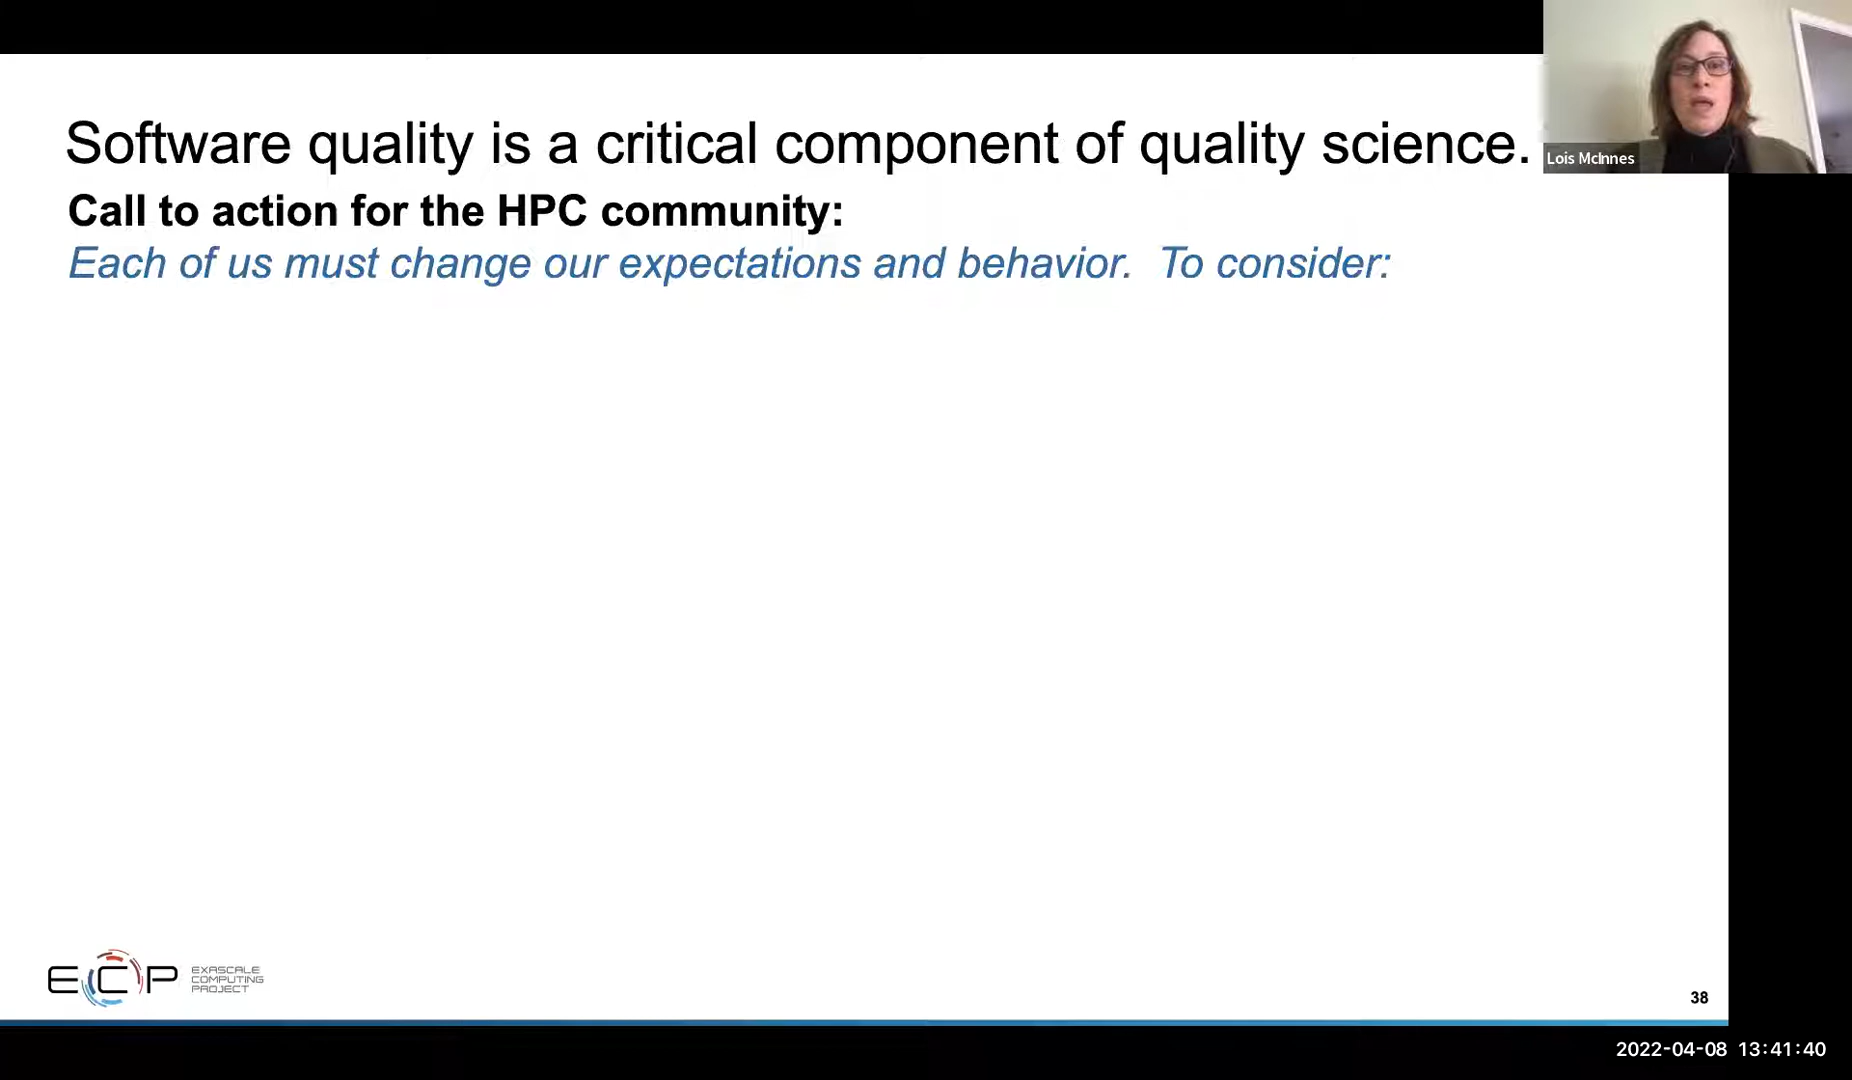 Software quality is a critical component of quality science.
Lois McInnes
Call to action for the HPC community:
Each of us must change our expectations and behavior. To consider:
ECP
EXASCALE
COMPUTING
PROJECT
38
2022-04-08 13:41:40